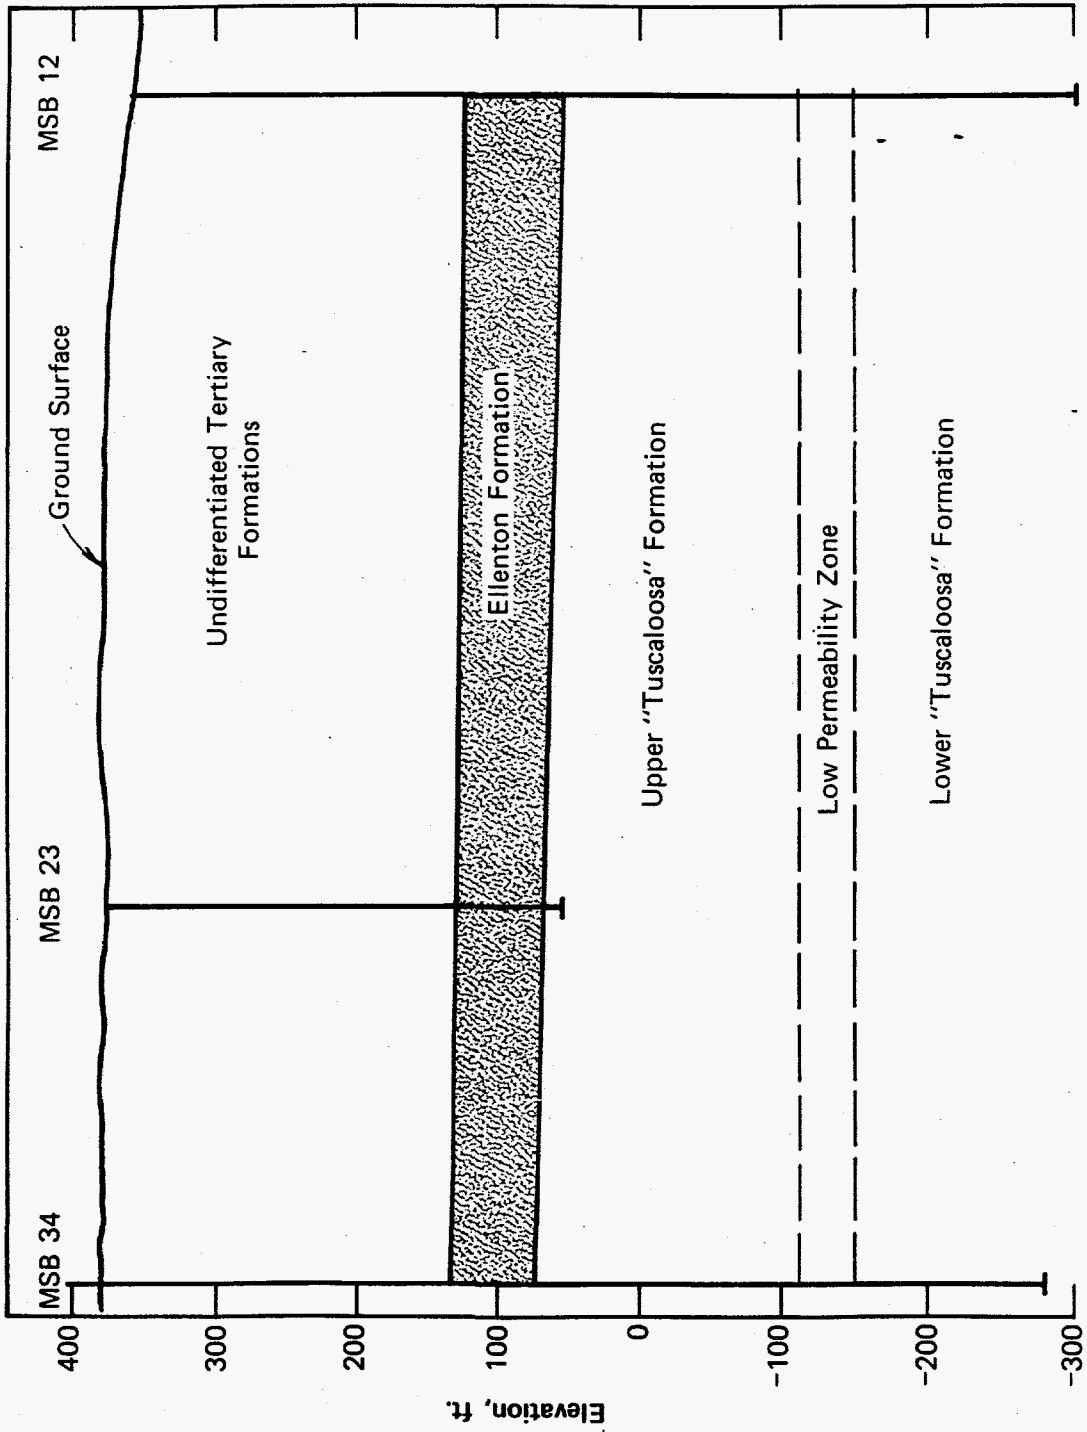 MSB 34
MSB 23
MSB 12
Ground Surface
Undifferentiated Tertiary
Formations
Ellenton Formation
Upper "Tuscaloosa" Formation
Low Permeability Zone
Lower "Tuscaloosa" Formation
400
300
200
100
0
-100
-200
-300
Elevation, ft.